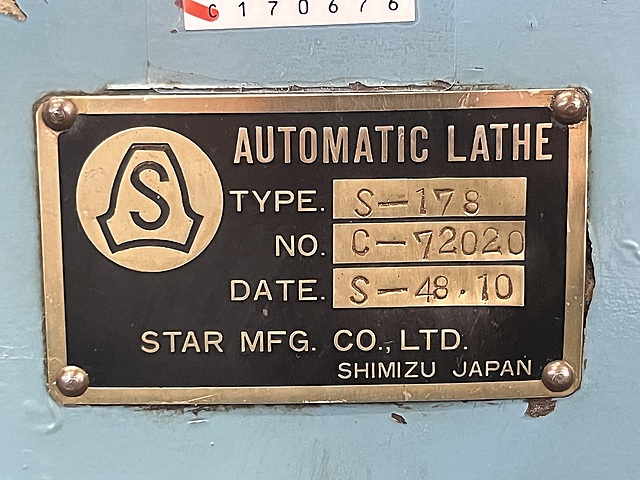 C170676
S
AUTOMATIC LATHE
TYPE. S-178
NO. C-72020
DATE. S-48.10
STAR MFG. CO., LTD.
SHIMIZU JAPAN